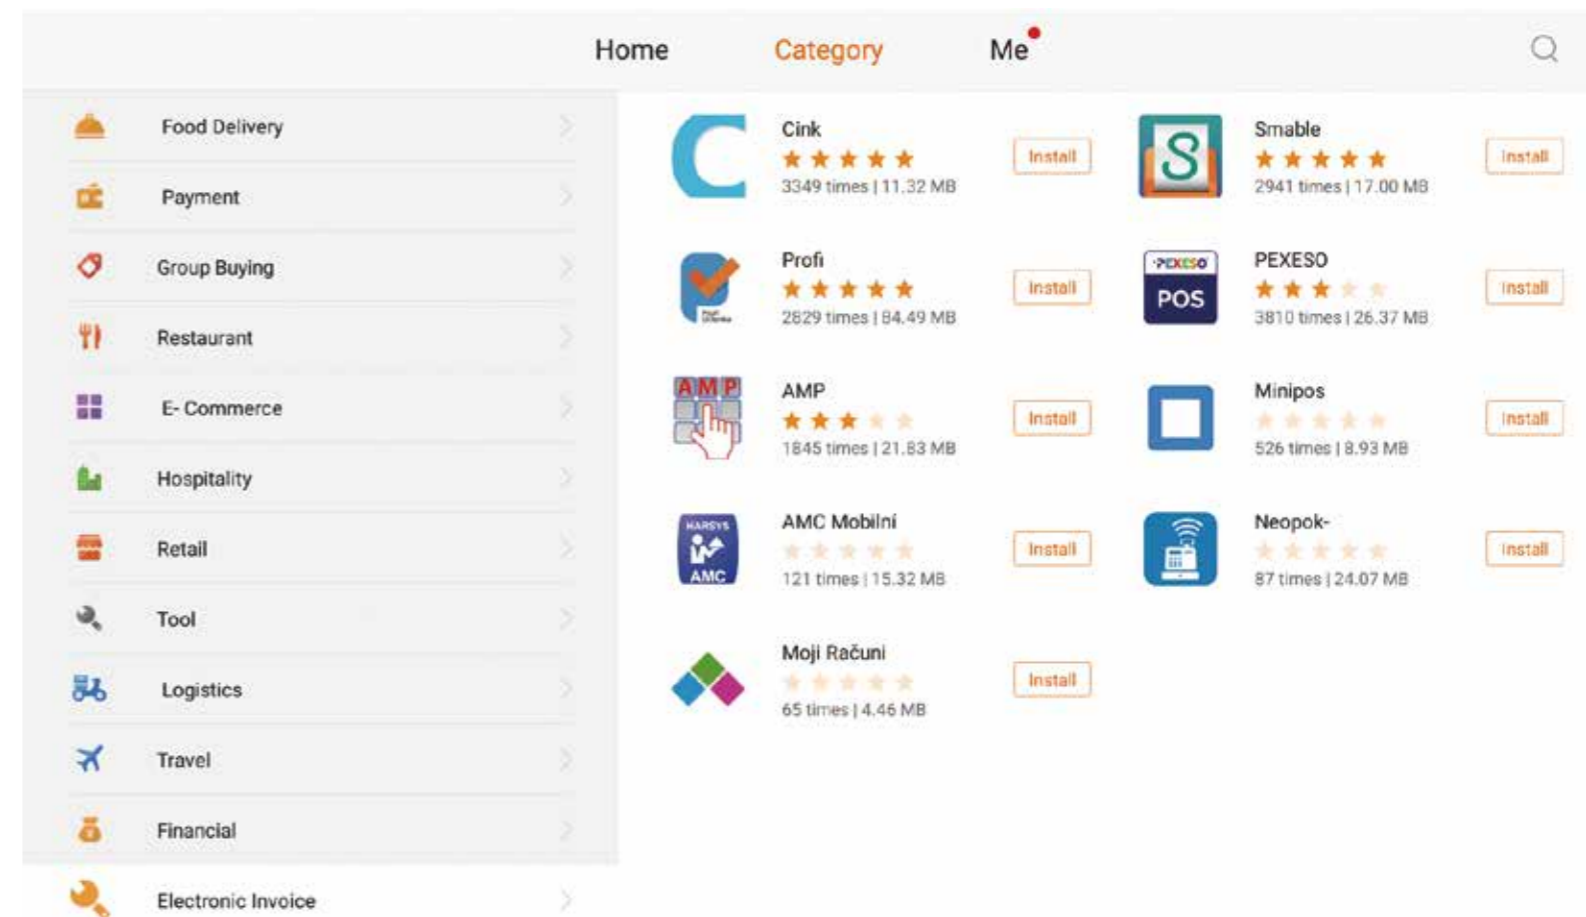 Home Category Me
Food Delivery
Payment
Group Buying
Restaurant
E- Commerce
Hospitality
Retail
Tool
Logistics
Travel
Financial
Electronic Invoice
C
Cink
3349 times | 11.32 MB
Install
S
Smable
2941 times | 17.00 MB
Install
Profi
2829 times | 84.49 MB
Install
PEXESO
POS
PEXESO
3810 times | 26.37 MB
Install
AMP
AMP
1845 times | 21.83 MB
Install
Minipos
526 times | 8.93 MB
Install
HARSYS
AMC
AMC Mobilní
121 times | 15.32 MB
Install
Neopok-
87 times | 24.07 MB
Install
Moji Računi
65 times | 4.46 MB
Install